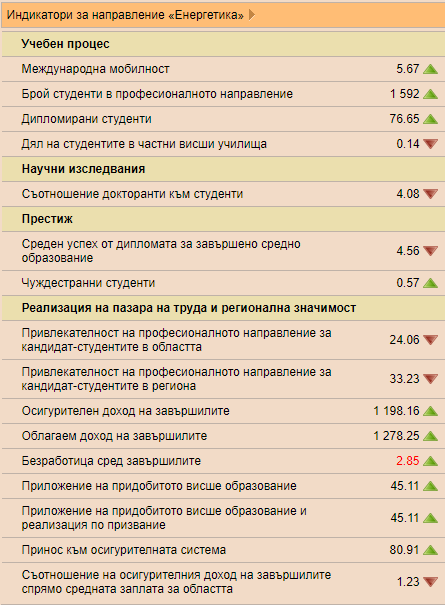 Индикатори за направление «Енергетика»
Учебен процес
Международна мобилност 5.67
Брой студенти в професионалното направление 1 592
Дипломирани студенти 76.65
Дял на студентите в частни висши училища 0.14
Научни изследвания
Съотношение докторанти към студенти 4.08
Престиж
Среден успех от дипломата за завършено средно
образование 4.56
Чуждестранни студенти 0.57
Реализация на пазара на труда и регионална значимост
Привлекателност на професионалното направление за
кандидат-студентите в областта 24.06
Привлекателност на професионалното направление за
кандидат-студентите в региона 33.23
Осигурителен доход на завършилите 1 198.16
Облагаем доход на завършилите 1 278.25
Безработица сред завършилите 2.85
Приложение на придобитото висше образование 45.11
Приложение на придобитото висше образование и
реализация по призвание 45.11
Принос към осигурителната система 80.91
Съотношение на осигурителния доход на завършилите
спрямо средната заплата за областта 1.23